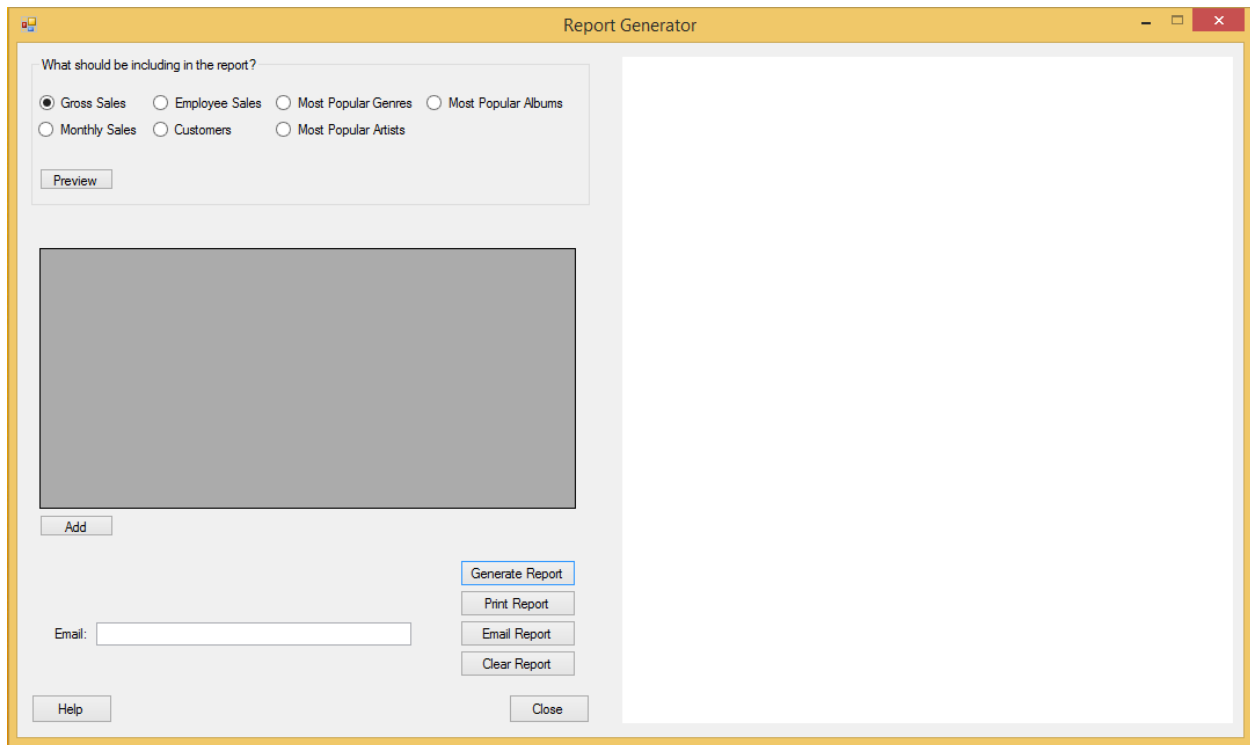 Report Generator
What should be including in the report?
Gross Sales Employee Sales Most Popular Genres Most Popular Albums
Monthly Sales Customers Most Popular Artists
Preview
Add
Generate Report
Print Report
Email: Email Report
Clear Report
Help Close